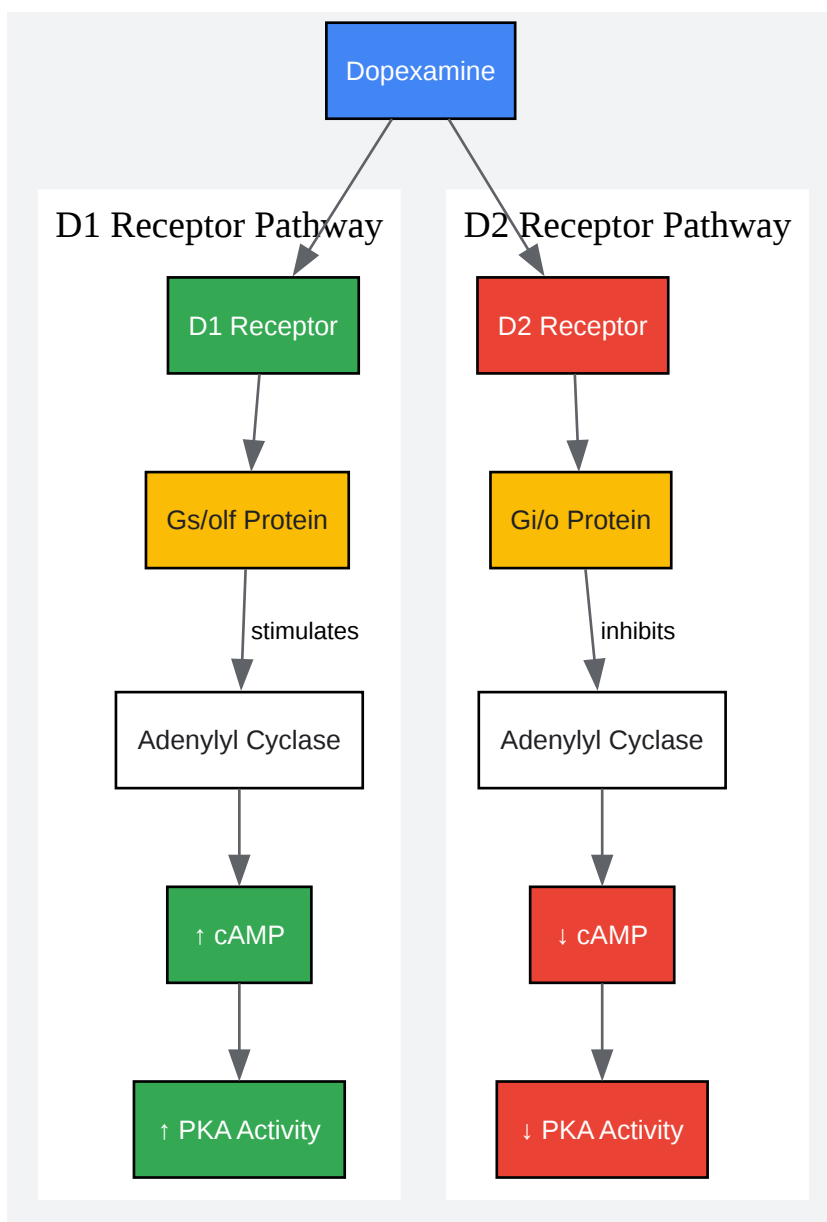 Dopexamine
D1 Receptor Pathway
D1 Receptor
Gs/olf Protein
stimulates
Adenylyl Cyclase
↑ cAMP
↑ PKA Activity
D2 Receptor Pathway
D2 Receptor
Gi/o Protein
inhibits
Adenylyl Cyclase
↓ cAMP
↓ PKA Activity